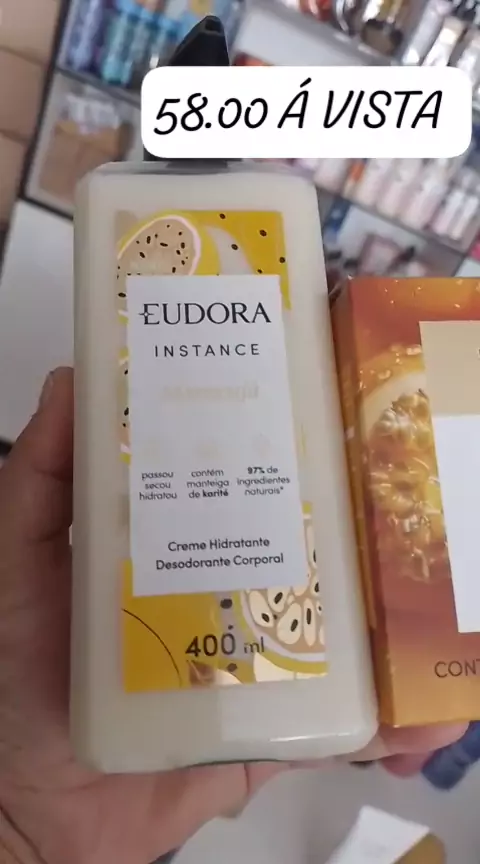 58.00 Á VISTA
EUDORA
INSTANCE
passou contém 97% de
secou manteiga ingredientes
hidratou de karité naturais*
Creme Hidratante
Desodorante Corporal
400 ml
CONT